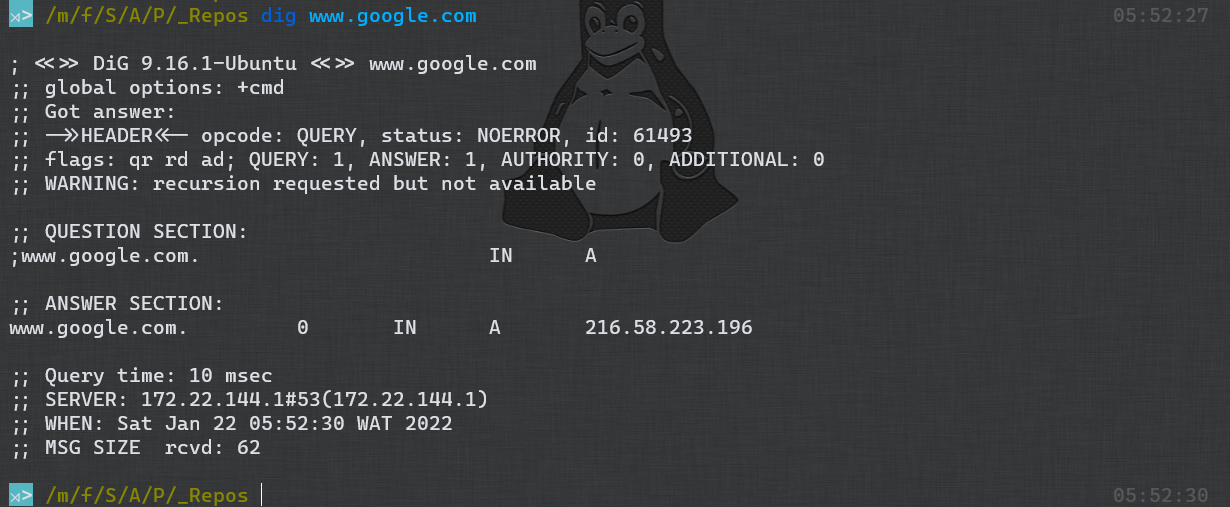 ⋊> /m/f/S/A/P/_Repos dig www.google.com 05:52:27
; <<>> DiG 9.16.1-Ubuntu <<>> www.google.com
;; global options: +cmd
;; Got answer:
;; ->>HEADER<<- opcode: QUERY, status: NOERROR, id: 61493
;; flags: qr rd ad; QUERY: 1, ANSWER: 1, AUTHORITY: 0, ADDITIONAL: 0
;; WARNING: recursion requested but not available
;; QUESTION SECTION:
;www.google.com. IN A
;; ANSWER SECTION:
www.google.com. 0 IN A 216.58.223.196
;; Query time: 10 msec
;; SERVER: 172.22.144.1#53(172.22.144.1)
;; WHEN: Sat Jan 22 05:52:30 WAT 2022
;; MSG SIZE  rcvd: 62
⋊> /m/f/S/A/P/_Repos 05:52:30